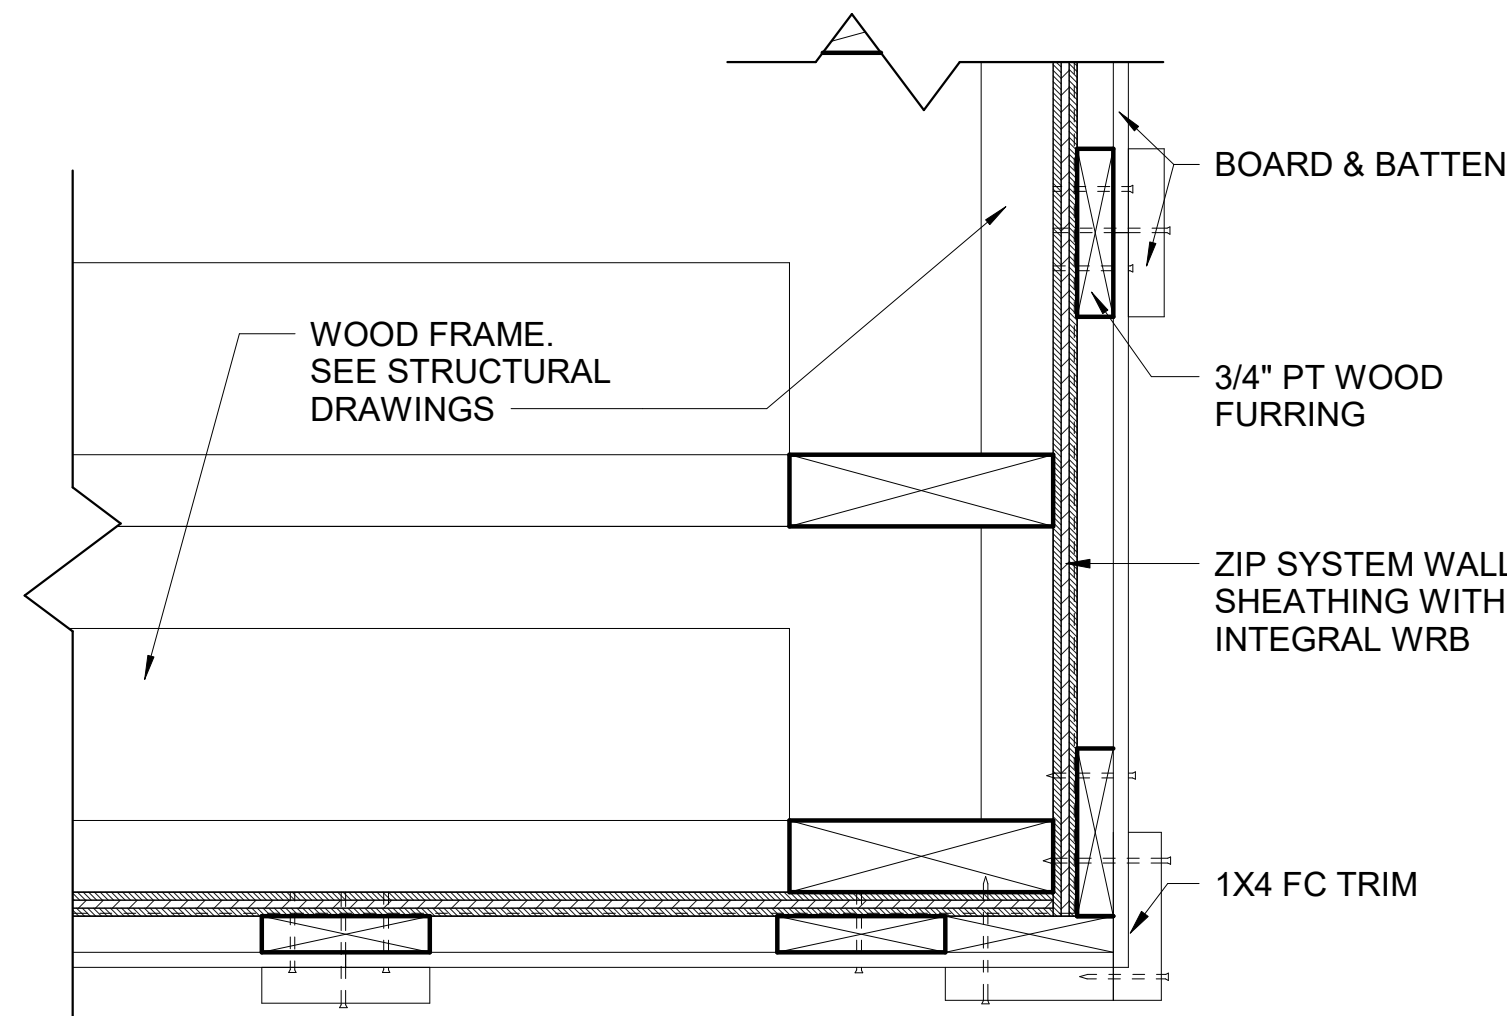 BOARD & BATTEN
WOOD FRAME.
SEE STRUCTURAL
DRAWINGS
3/4" PT WOOD
FURRING
ZIP SYSTEM WALL
SHEATHING WITH
INTEGRAL WRB
1X4 FC TRIM